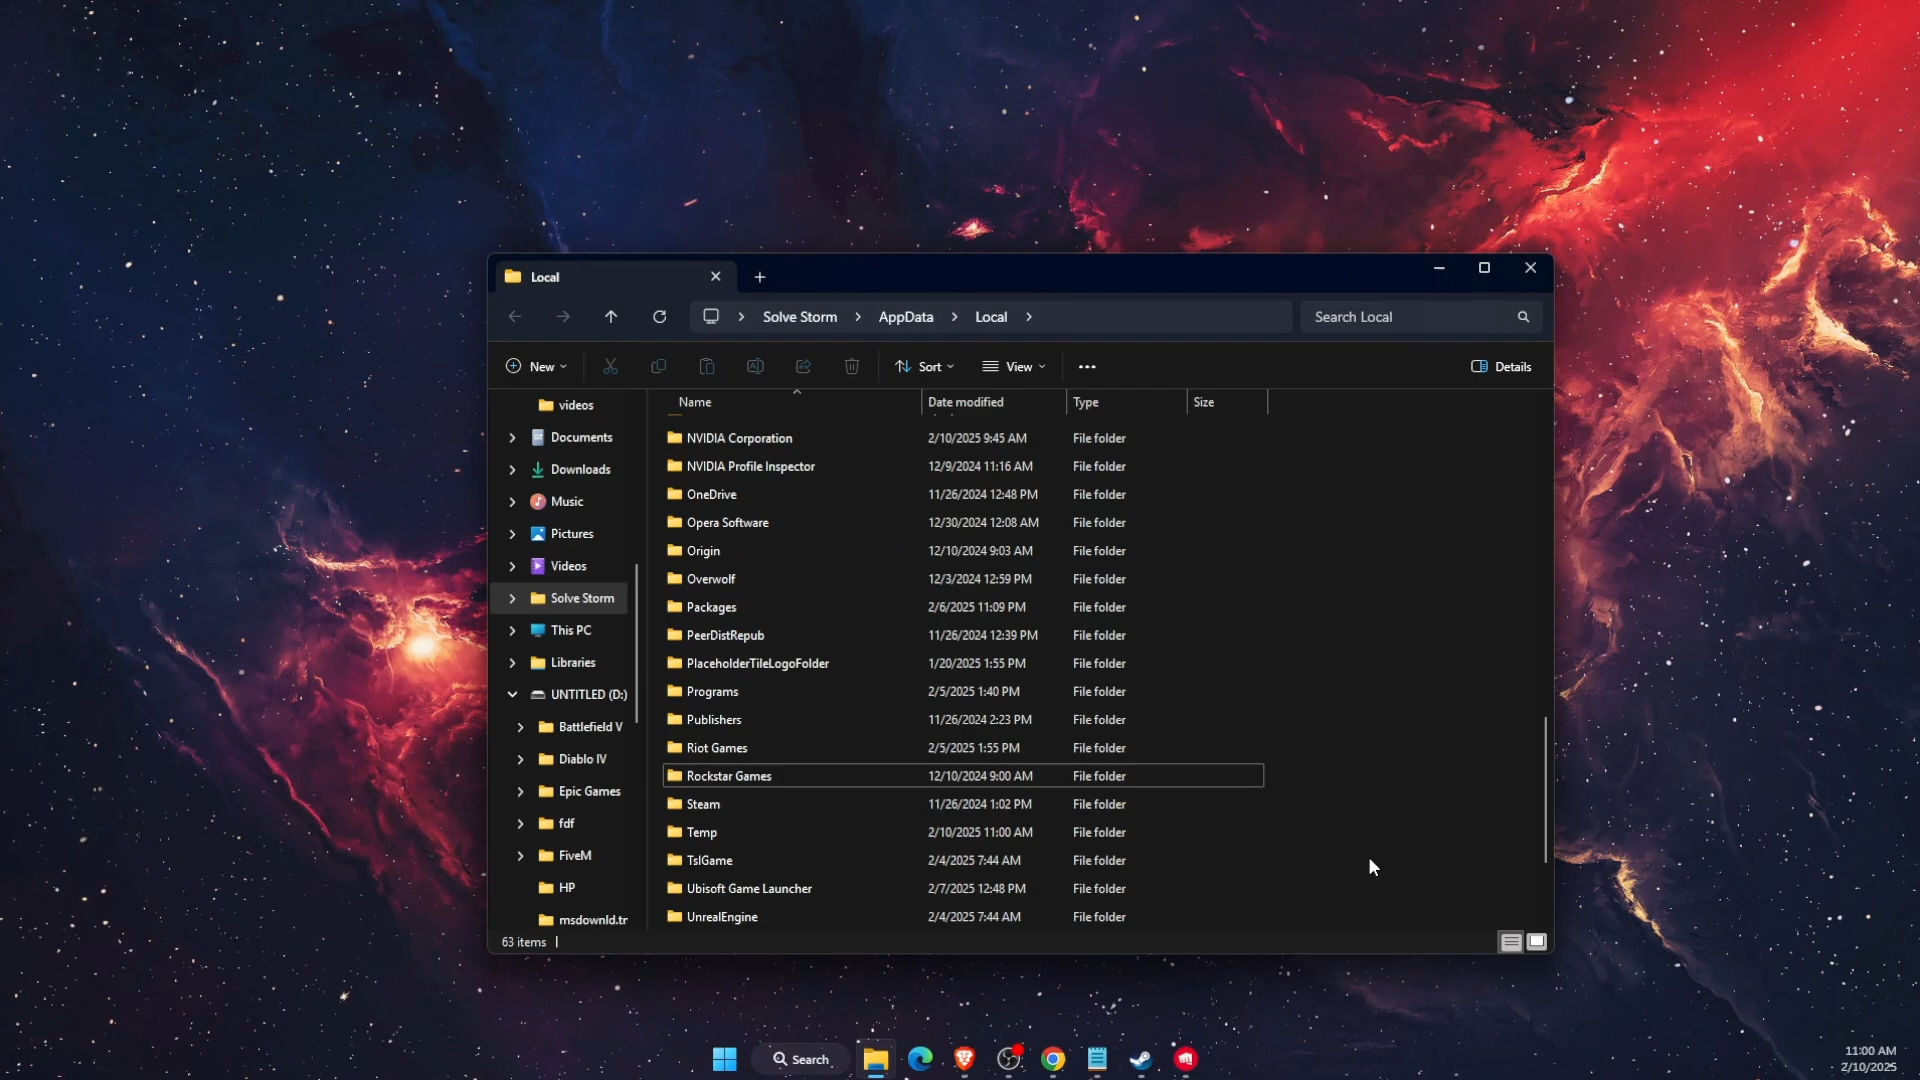 Local
Solve Storm
AppData
Local
Search Local
New
Sort
View
Details
videos
Documents
Downloads
Music
Pictures
Videos
Solve Storm
This PC
Libraries
UNTITLED (D:)
Battlefield V
Diablo IV
Epic Games
fdf
FiveM
HP
msdownld.tr
Name Date modified Type Size
NVIDIA Corporation 2/10/2025 9:45 AM File folder
NVIDIA Profile Inspector 12/9/2024 11:16 AM File folder
OneDrive 11/26/2024 12:48 PM File folder
Opera Software 12/30/2024 12:08 AM File folder
Origin 12/10/2024 9:03 AM File folder
Overwolf 12/3/2024 12:59 PM File folder
Packages 2/6/2025 11:09 PM File folder
PeerDistRepub 11/26/2024 12:39 PM File folder
PlaceholderTileLogoFolder 1/20/2025 1:55 PM File folder
Programs 2/5/2025 1:40 PM File folder
Publishers 11/26/2024 2:23 PM File folder
Riot Games 2/5/2025 1:55 PM File folder
Rockstar Games 12/10/2024 9:00 AM File folder
Steam 11/26/2024 1:02 PM File folder
Temp 2/10/2025 11:00 AM File folder
TslGame 2/4/2025 7:44 AM File folder
Ubisoft Game Launcher 2/7/2025 12:48 PM File folder
UnrealEngine 2/4/2025 7:44 AM File folder
63 items
Search
11:00 AM
2/10/2025